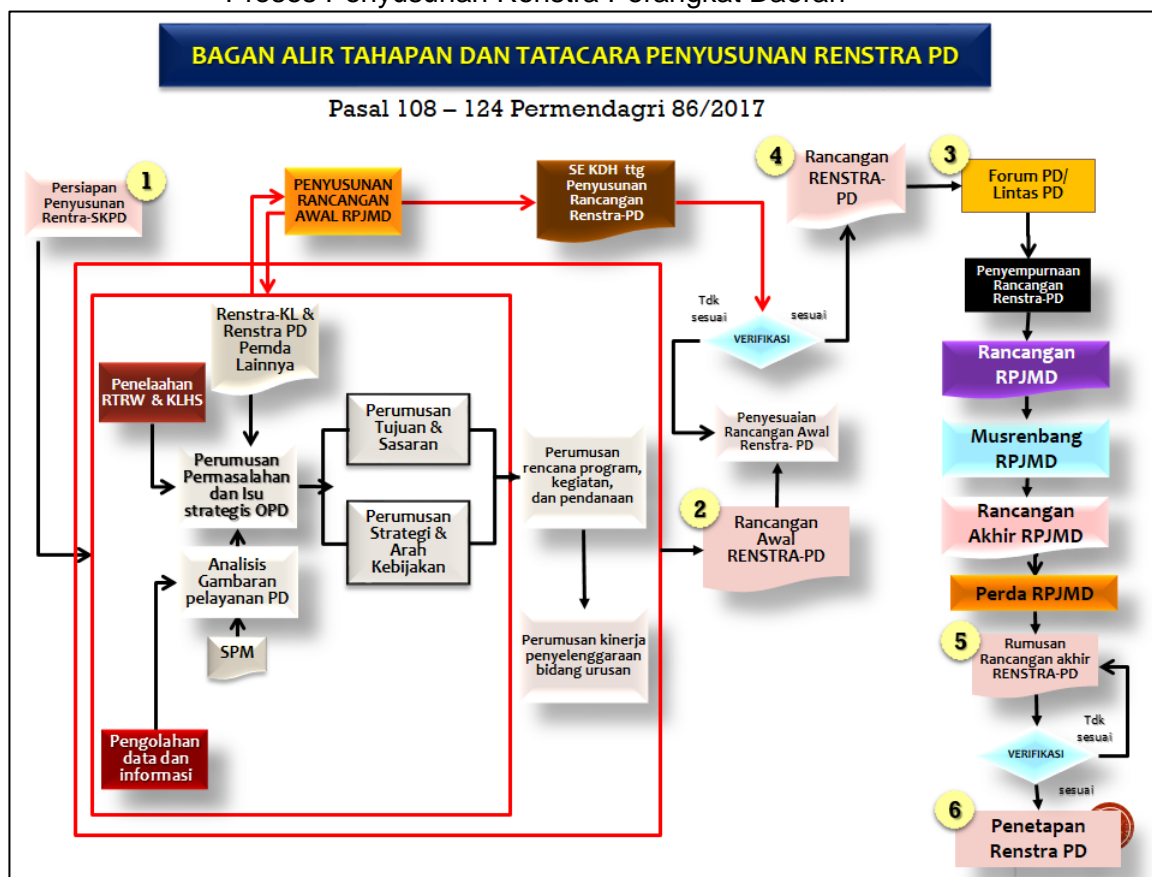 Proses Penyusunan Renstra Perangkat Daerah
BAGAN ALIR TAHAPAN DAN TATACARA PENYUSUNAN RENSTRA PD
Pasal 108 – 124 Permendagri 86/2017
1
Persiapan
Penyusunan
Rentra-SKPD
PENYUSUNAN
RANCANGAN
AWAL RPJMD
SE KDH ttg
Penyusunan
Rancangan
Renstra-PD
4
Rancangan
RENSTRA-
PD
3
Forum PD/
Lintas PD
Penyempurnaan
Rancangan
Renstra-PD
Renstra-KL &
Renstra PD
Pemda
Lainnya
Penelaahan
RTRW & KLHS
Perumusan
Permasalahan
dan Isu
strategis OPD
Analisis
Gambaran
pelayanan PD
SPM
Pengolahan
data dan
informasi
Perumusan
Tujuan &
Sasaran
Perumusan
Strategi &
Arah
Kebijakan
Perumusan
rencana program,
kegiatan,
dan pendanaan
Perumusan kinerja
penyelenggaraan
bidang urusan
2
Rancangan
Awal
RENSTRA-PD
Penyesuaian
Rancangan Awal
Renstra- PD
Tdk
sesuai
sesuai
VERIFIKASI
Rancangan
RPJMD
Musrenbang
RPJMD
Rancangan
Akhir RPJMD
Perda RPJMD
5
Rumusan
Rancangan akhir
RENSTRA-PD
Tdk
sesuai
VERIFIKASI
sesuai
6
Penetapan
Renstra PD